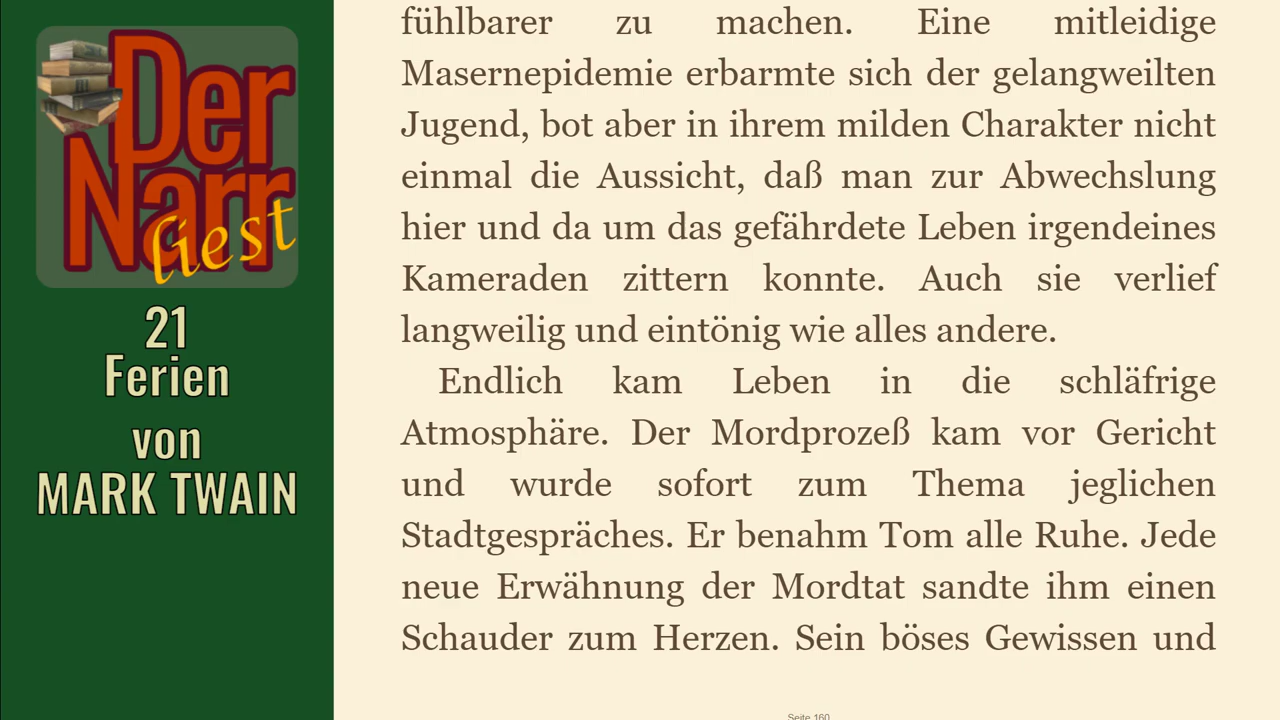 Der
Narr
liest
21
Ferien
von
MARK TWAIN
fühlbarer zu machen. Eine mitleidige
Masernepidemie erbarmte sich der gelangweilten
Jugend, bot aber in ihrem milden Charakter nicht
einmal die Aussicht, daß man zur Abwechslung
hier und da um das gefährdete Leben irgendeines
Kameraden zittern konnte. Auch sie verlief
langweilig und eintönig wie alles andere.
Endlich kam Leben in die schläfrige
Atmosphäre. Der Mordprozeß kam vor Gericht
und wurde sofort zum Thema jeglichen
Stadtgespräches. Er benahm Tom alle Ruhe. Jede
neue Erwähnung der Mordtat sandte ihm einen
Schauder zum Herzen. Sein böses Gewissen und
Seite 160